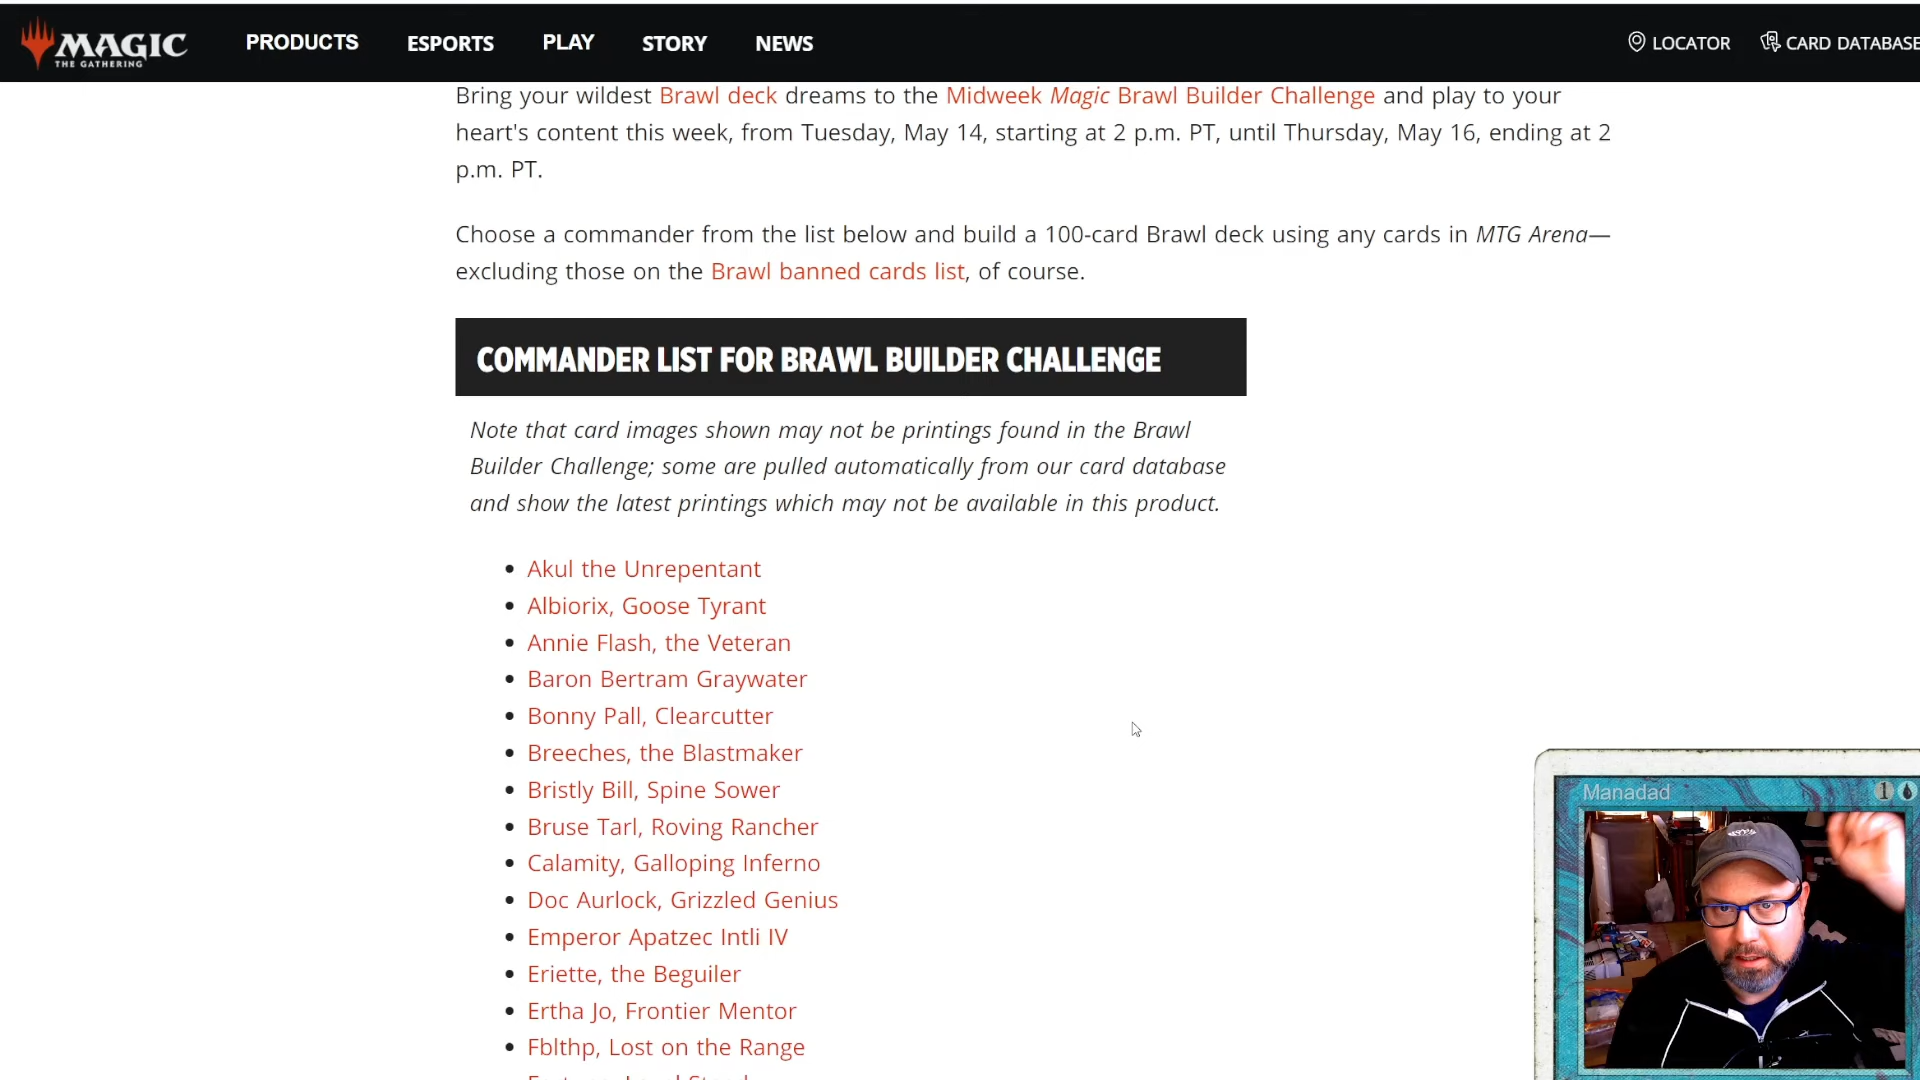 MAGIC
THE GATHERING
PRODUCTS
ESPORTS
PLAY
STORY
NEWS
LOCATOR
CARD DATABASE
Bring your wildest Brawl deck dreams to the Midweek Magic Brawl Builder Challenge and play to your
heart's content this week, from Tuesday, May 14, starting at 2 p.m. PT, until Thursday, May 16, ending at 2
p.m. PT.
Choose a commander from the list below and build a 100-card Brawl deck using any cards in MTG Arena—
excluding those on the Brawl banned cards list, of course.
COMMANDER LIST FOR BRAWL BUILDER CHALLENGE
Note that card images shown may not be printings found in the Brawl
Builder Challenge; some are pulled automatically from our card database
and show the latest printings which may not be available in this product.
• Akul the Unrepentant
• Albiorix, Goose Tyrant
• Annie Flash, the Veteran
• Baron Bertram Graywater
• Bonny Pall, Clearcutter
• Breeches, the Blastmaker
• Bristly Bill, Spine Sower
• Bruse Tarl, Roving Rancher
• Calamity, Galloping Inferno
• Doc Aurlock, Grizzled Genius
• Emperor Apatzec Intli IV
• Eriette, the Beguiler
• Ertha Jo, Frontier Mentor
• Fblthp, Lost on the Range
Manadad 1